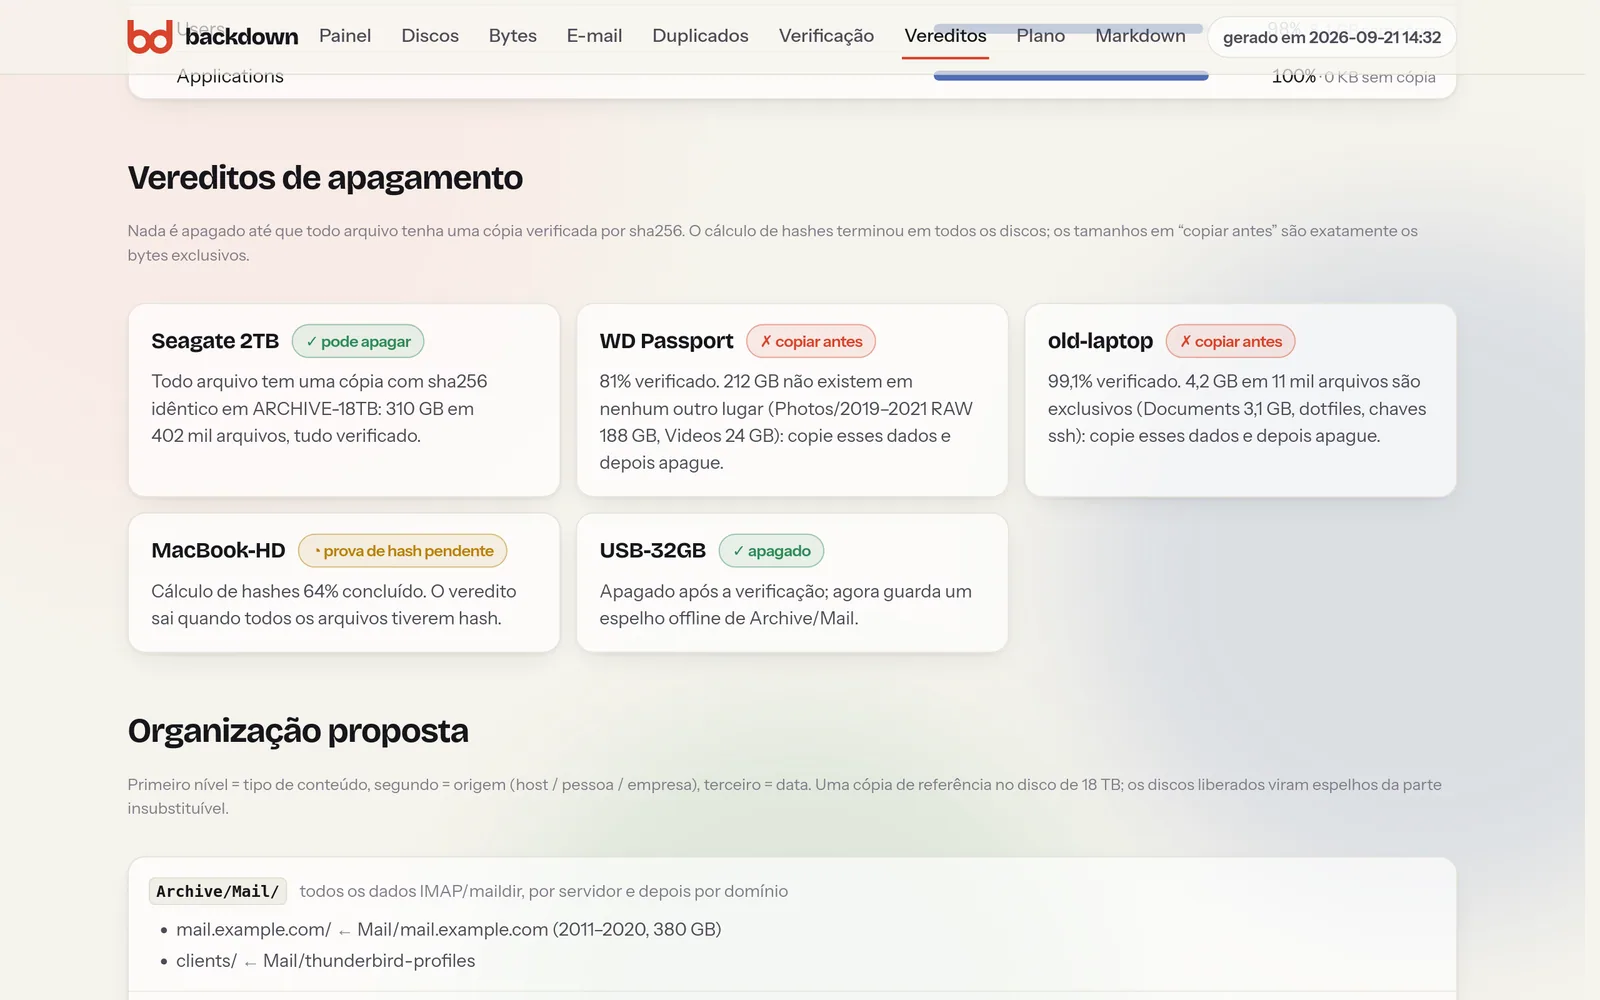 Users
98%
bd backdown Painel Discos Bytes E-mail Duplicados Verificação Vereditos Plano Markdown gerado em 2026-09-21 14:32
Applications
100% · 0 KB sem cópia
Vereditos de apagamento
Nada é apagado até que todo arquivo tenha uma cópia verificada por sha256. O cálculo de hashes terminou em todos os discos; os tamanhos em “copiar antes” são exatamente os
bytes exclusivos.
Seagate 2TB ✓ pode apagar
Todo arquivo tem uma cópia com sha256
idêntico em ARCHIVE-18TB: 310 GB em
402 mil arquivos, tudo verificado.
WD Passport ✗ copiar antes
81% verificado. 212 GB não existem em
nenhum outro lugar (Photos/2019–2021 RAW
188 GB, Videos 24 GB): copie esses dados e
depois apague.
old-laptop ✗ copiar antes
99,1% verificado. 4,2 GB em 11 mil arquivos são
exclusivos (Documents 3,1 GB, dotfiles, chaves
ssh): copie esses dados e depois apague.
MacBook-HD · prova de hash pendente
Cálculo de hashes 64% concluído. O veredito
sai quando todos os arquivos tiverem hash.
USB-32GB ✓ apagado
Apagado após a verificação; agora guarda um
espelho offline de Archive/Mail.
Organização proposta
Primeiro nível = tipo de conteúdo, segundo = origem (host / pessoa / empresa), terceiro = data. Uma cópia de referência no disco de 18 TB; os discos liberados viram espelhos da parte
insubstituível.
Archive/Mail/ todos os dados IMAP/maildir, por servidor e depois por domínio
• mail.example.com/ ← Mail/mail.example.com (2011–2020, 380 GB)
• clients/ ← Mail/thunderbird-profiles